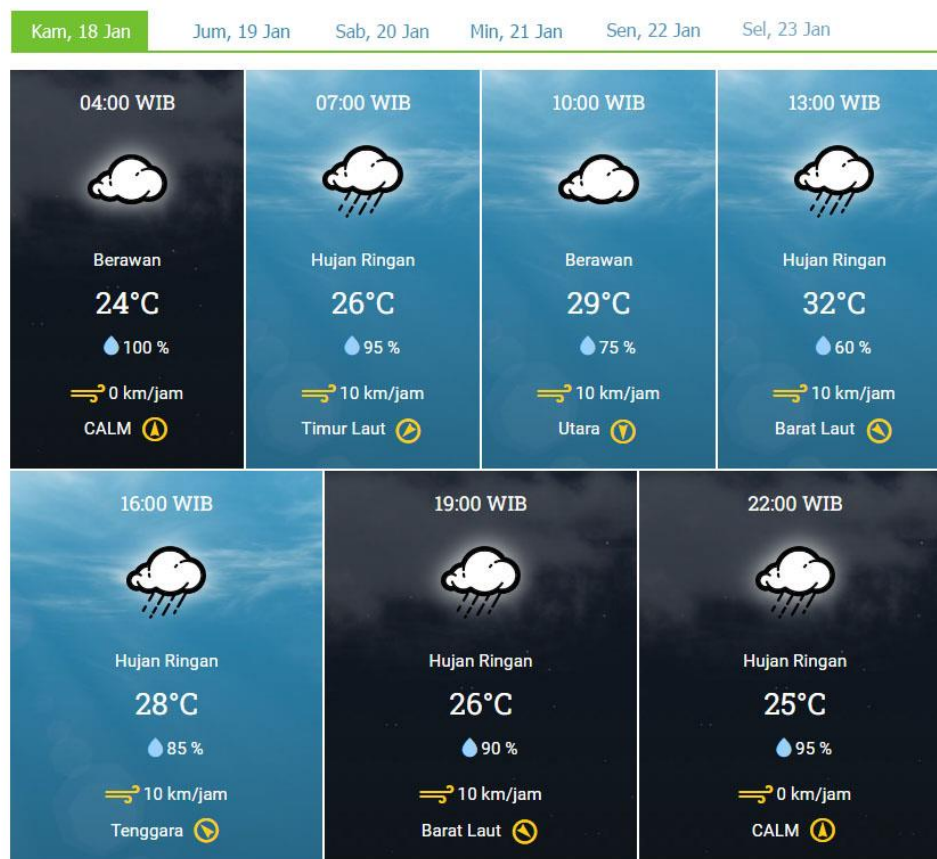 Kam, 18 Jan
Jum, 19 Jan
Sab, 20 Jan
Min, 21 Jan
Sen, 22 Jan
Sel, 23 Jan
04:00 WIB
Berawan
24°C
100 %
0 km/jam
CALM
07:00 WIB
Hujan Ringan
26°C
95 %
10 km/jam
Timur Laut
10:00 WIB
Berawan
29°C
75 %
10 km/jam
Utara
13:00 WIB
Hujan Ringan
32°C
60 %
10 km/jam
Barat Laut
16:00 WIB
Hujan Ringan
28°C
85 %
10 km/jam
Tenggara
19:00 WIB
Hujan Ringan
26°C
90 %
10 km/jam
Barat Laut
22:00 WIB
Hujan Ringan
25°C
95 %
0 km/jam
CALM